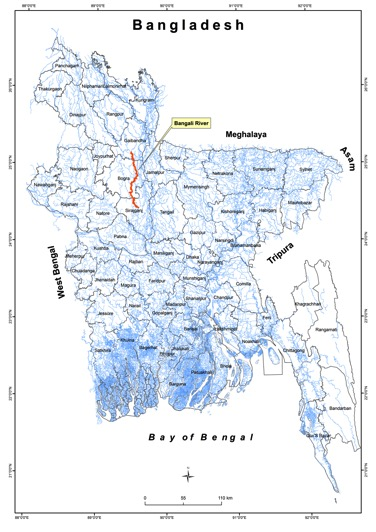 Bangladesh
Panchagarh
Thakurgaon
Nilphamari
Lalmonirhat
Kurigram
Dinajpur
Rangpur
Gaibandha
Bangali River
Meghalaya
Asam
Joypurhat
Sherpur
Naogaon
Bogra
Jamalpur
Netrakona
Sunamganj
Sylhet
Nawabganj
Mymensingh
Rajshahi
Natore
Sirajganj
Tangail
Kishoreganj
Habiganj
Maulvibazar
Pabna
Gazipur
Narsingdi
Brahmanbaria
Kushtia
Meherpur
Chuadanga
Rajbari
Manikganj
Dhaka
Narayanganj
Tripura
West Bengal
Jhenaidah
Magura
Faridpur
Munshiganj
Comilla
Narail
Madaripur
Shariatpur
Chandpur
Jessore
Gopalganj
Khagrachhari
Feni
Satkhira
Khulna
Bagerhat
Barisal
Lakshmipur
Noakhali
Chittagong
Rangamati
Pirojpur
Jhalokati
Bhola
Patuakhali
Barguna
Bandarban
Cox's Bazar
Bay of Bengal
0 55 110 km